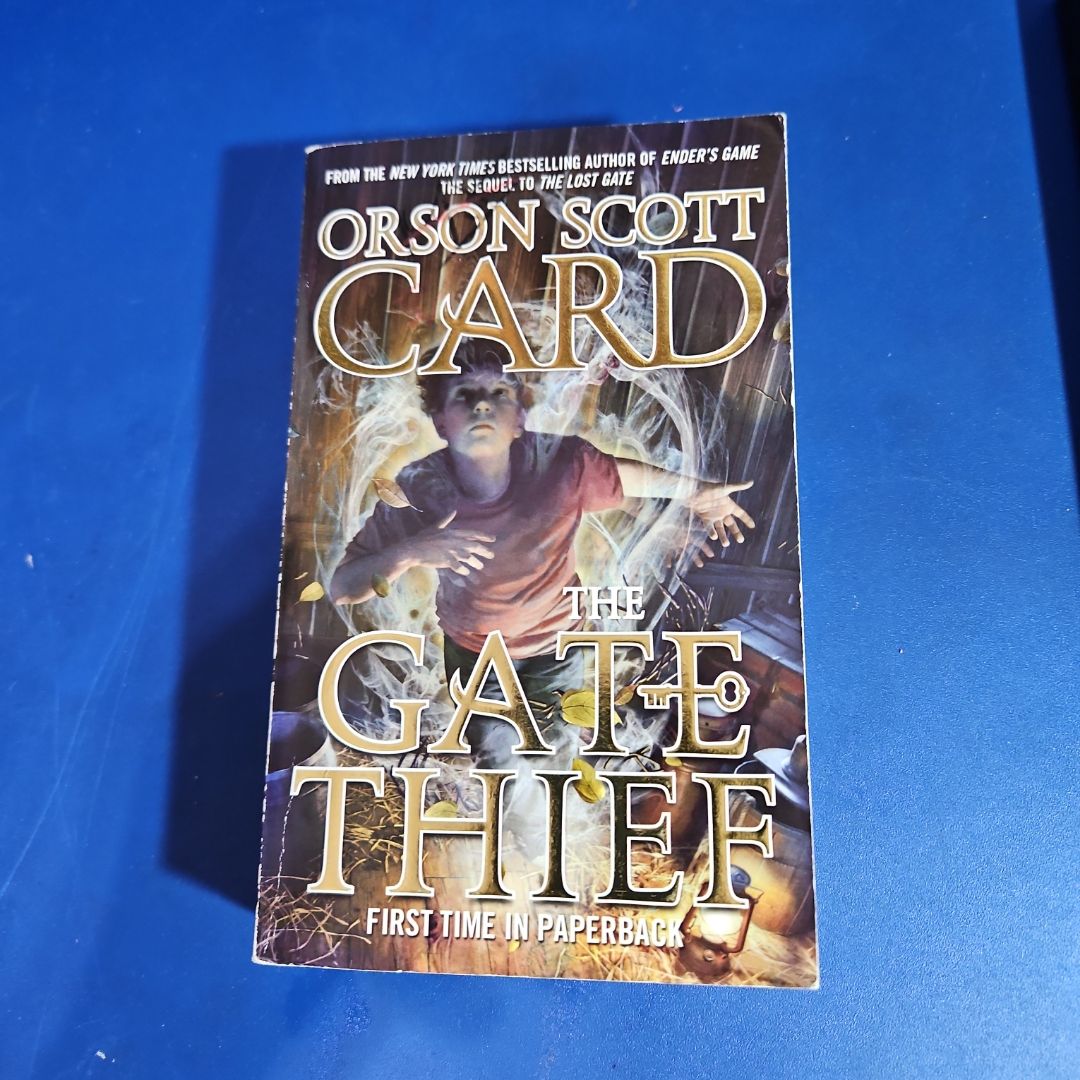 FROM THE NEW YORK TIMES BESTSELLING AUTHOR OF ENDER'S GAME
THE SEQUEL TO THE LOST GATE
ORSON SCOTT
CARD
THE
GATE
THIEF
FIRST TIME IN PAPERBACK